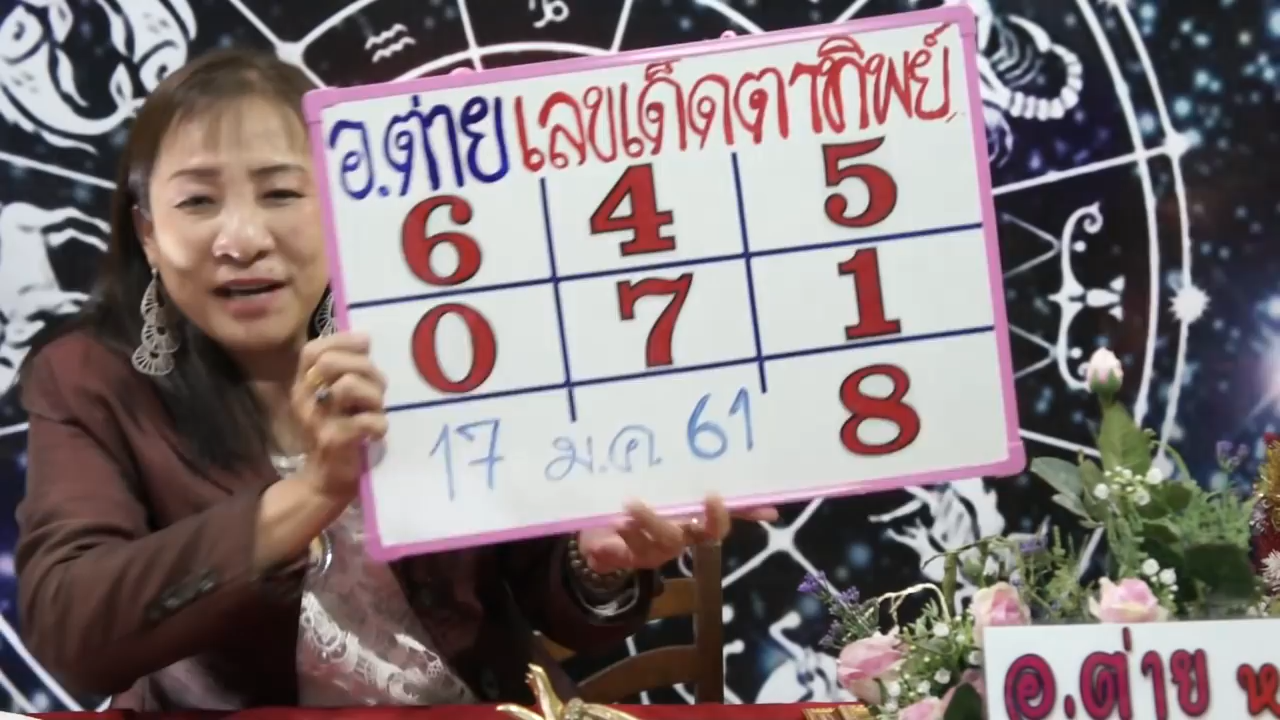 อ.ต่าย เลขเด็ดตาทิพย์
6 4 5
0 7 1
17 ม.ค. 61 8
อ.ต่าย